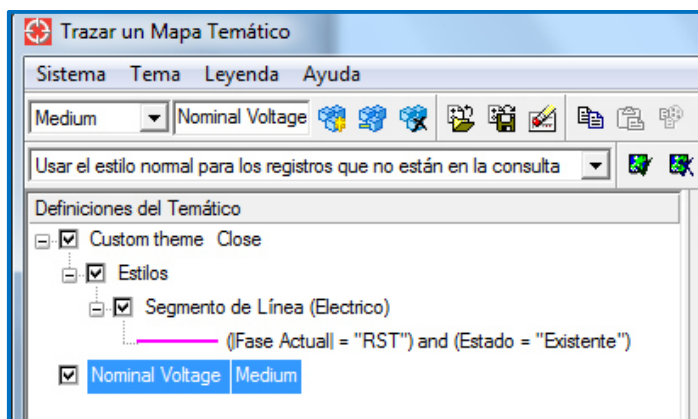 Trazar un Mapa Temático
Sistema Tema Leyenda Ayuda
Medium Nominal Voltage
Usar el estilo normal para los registros que no están en la consulta
Definiciones del Temático
Custom theme Close
Estilos
Segmento de Línea (Electrico)
(|Fase Actual| = "RST") and (Estado = "Existente")
Nominal Voltage Medium